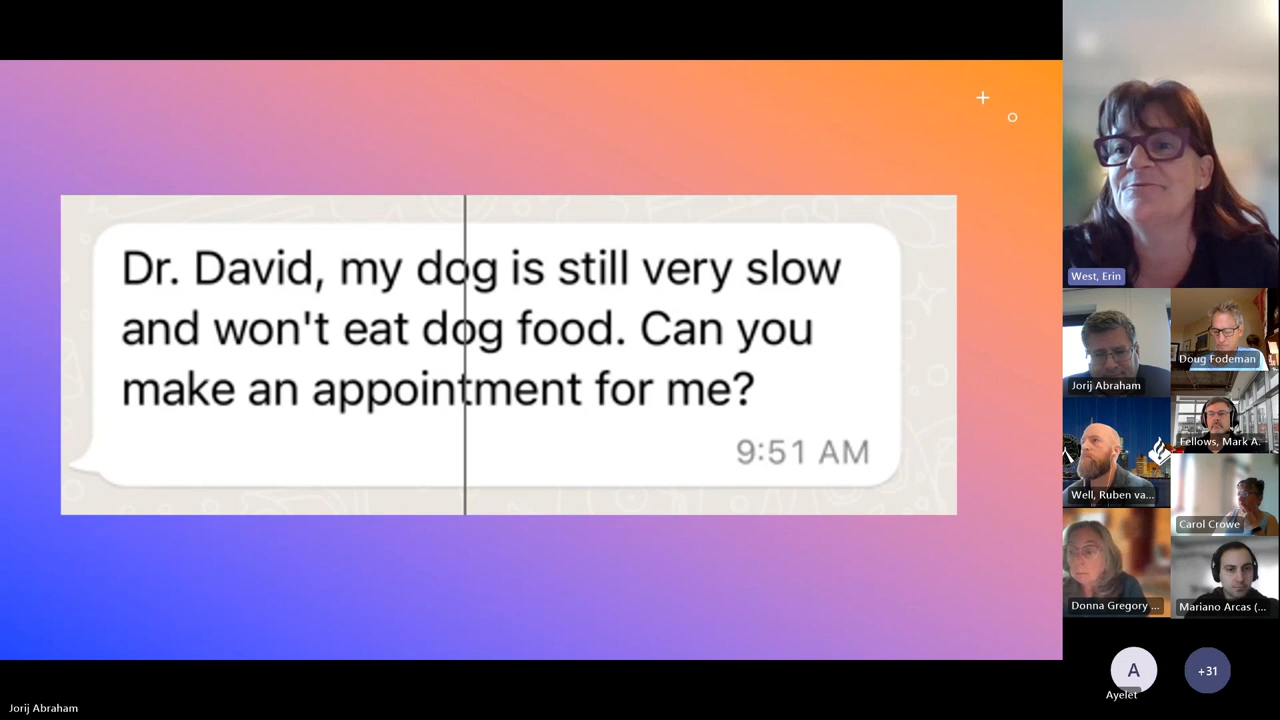 Dr. David, my dog is still very slow
and won't eat dog food. Can you
make an appointment for me?
9:51 AM
West, Erin
Jorij Abraham
Doug Fodeman
Well, Ruben va...
Fellows, Mark A.
Carol Crowe
Donna Gregory ...
Mariano Arcas (...
A
Ayelet
+31
Jorij Abraham